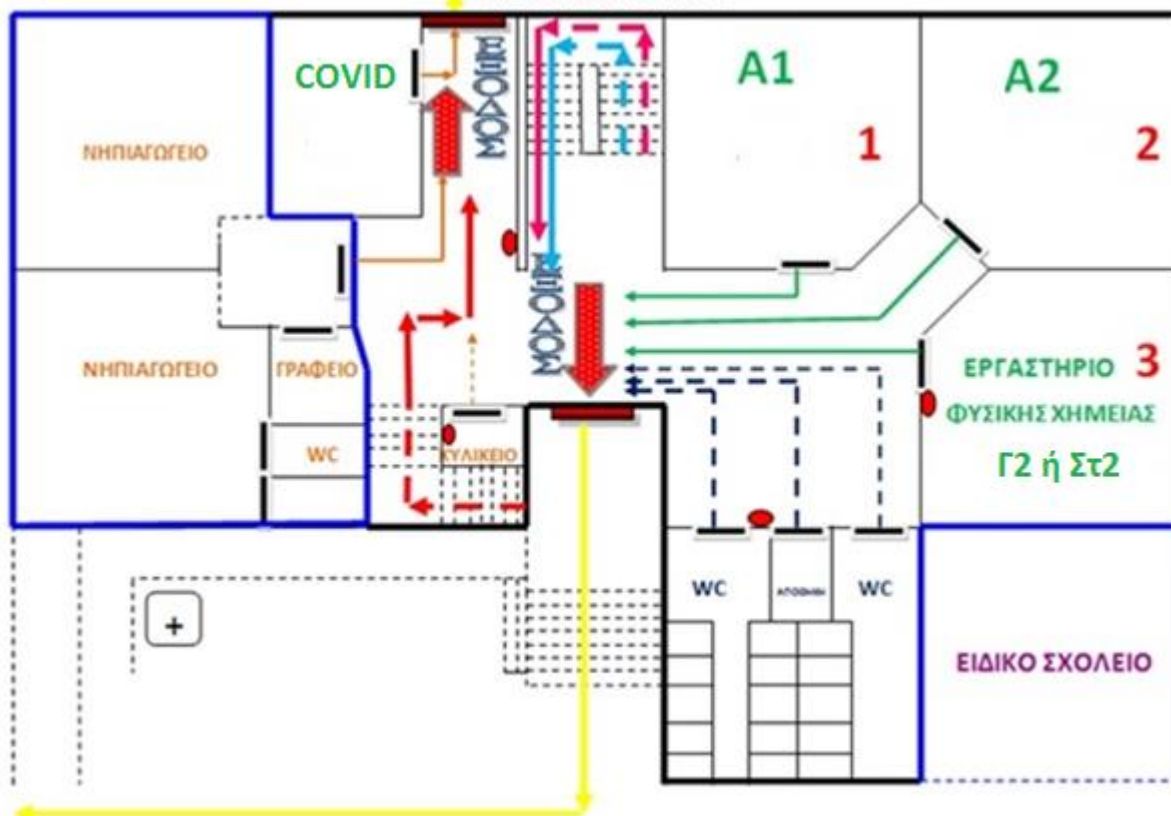 COVID
A1
A2
ΕΞΟΔΟΣ
1
2
ΝΗΠΙΑΓΩΓΕΙΟ
ΕΞΟΔΟΣ
ΝΗΠΙΑΓΩΓΕΙΟ
ΓΡΑΦΕΙΟ
ΕΡΓΑΣΤΗΡΙΟ
3
ΦΥΣΙΚΗΣ ΧΗΜΕΙΑΣ
Γ2 ή Στ2
WC
ΚΥΛΙΚΕΙΟ
WC
ΑΠΟΘΗΚΗ
WC
+
ΕΙΔΙΚΟ ΣΧΟΛΕΙΟ